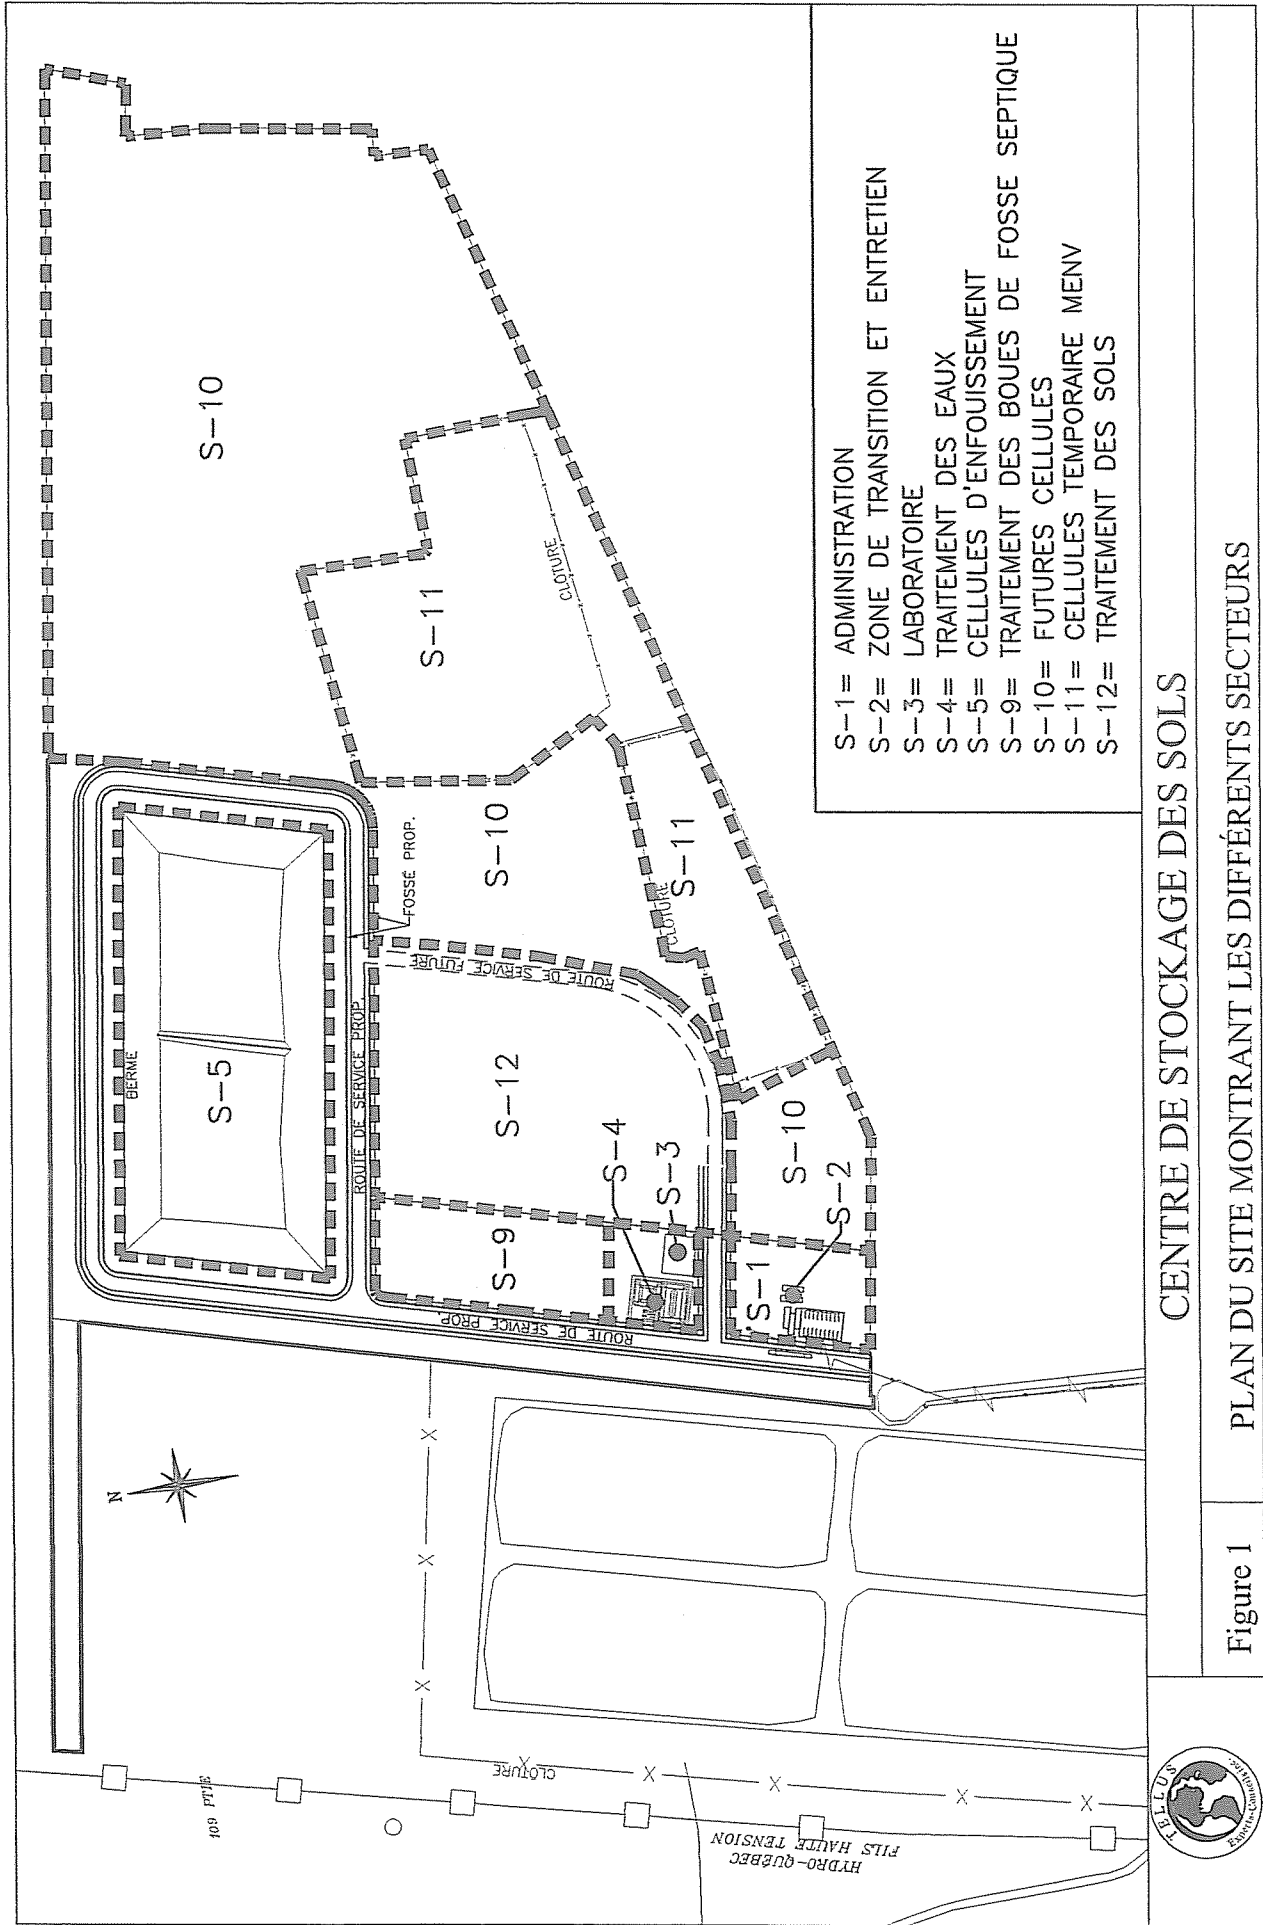 N
109 PTIE
HYDRO-QUÉBEC
FILS HAUTE TENSION
CLÔTURE
BERME
S-5
ROUTE DE SERVICE PROP.
FOSSÉ PROP.
ROUTE DE SERVICE PROP.
ROUTE DE SERVICE FUTURE
S-9
S-12
S-4
S-3
S-1
S-2
S-10
S-10
S-11
CLOTURE
S-11
CLOTURE
S-10
S-1= ADMINISTRATION
S-2= ZONE DE TRANSITION ET ENTRETIEN
S-3= LABORATOIRE
S-4= TRAITEMENT DES EAUX
S-5= CELLULES D'ENFOUISSEMENT
S-9= TRAITEMENT DES BOUES DE FOSSE SEPTIQUE
S-10= FUTURES CELLULES
S-11= CELLULES TEMPORAIRE MENV
S-12= TRAITEMENT DES SOLS
CENTRE DE STOCKAGE DES SOLS
Figure 1
PLAN DU SITE MONTRANT LES DIFFÉRENTS SECTEURS
TELLUS